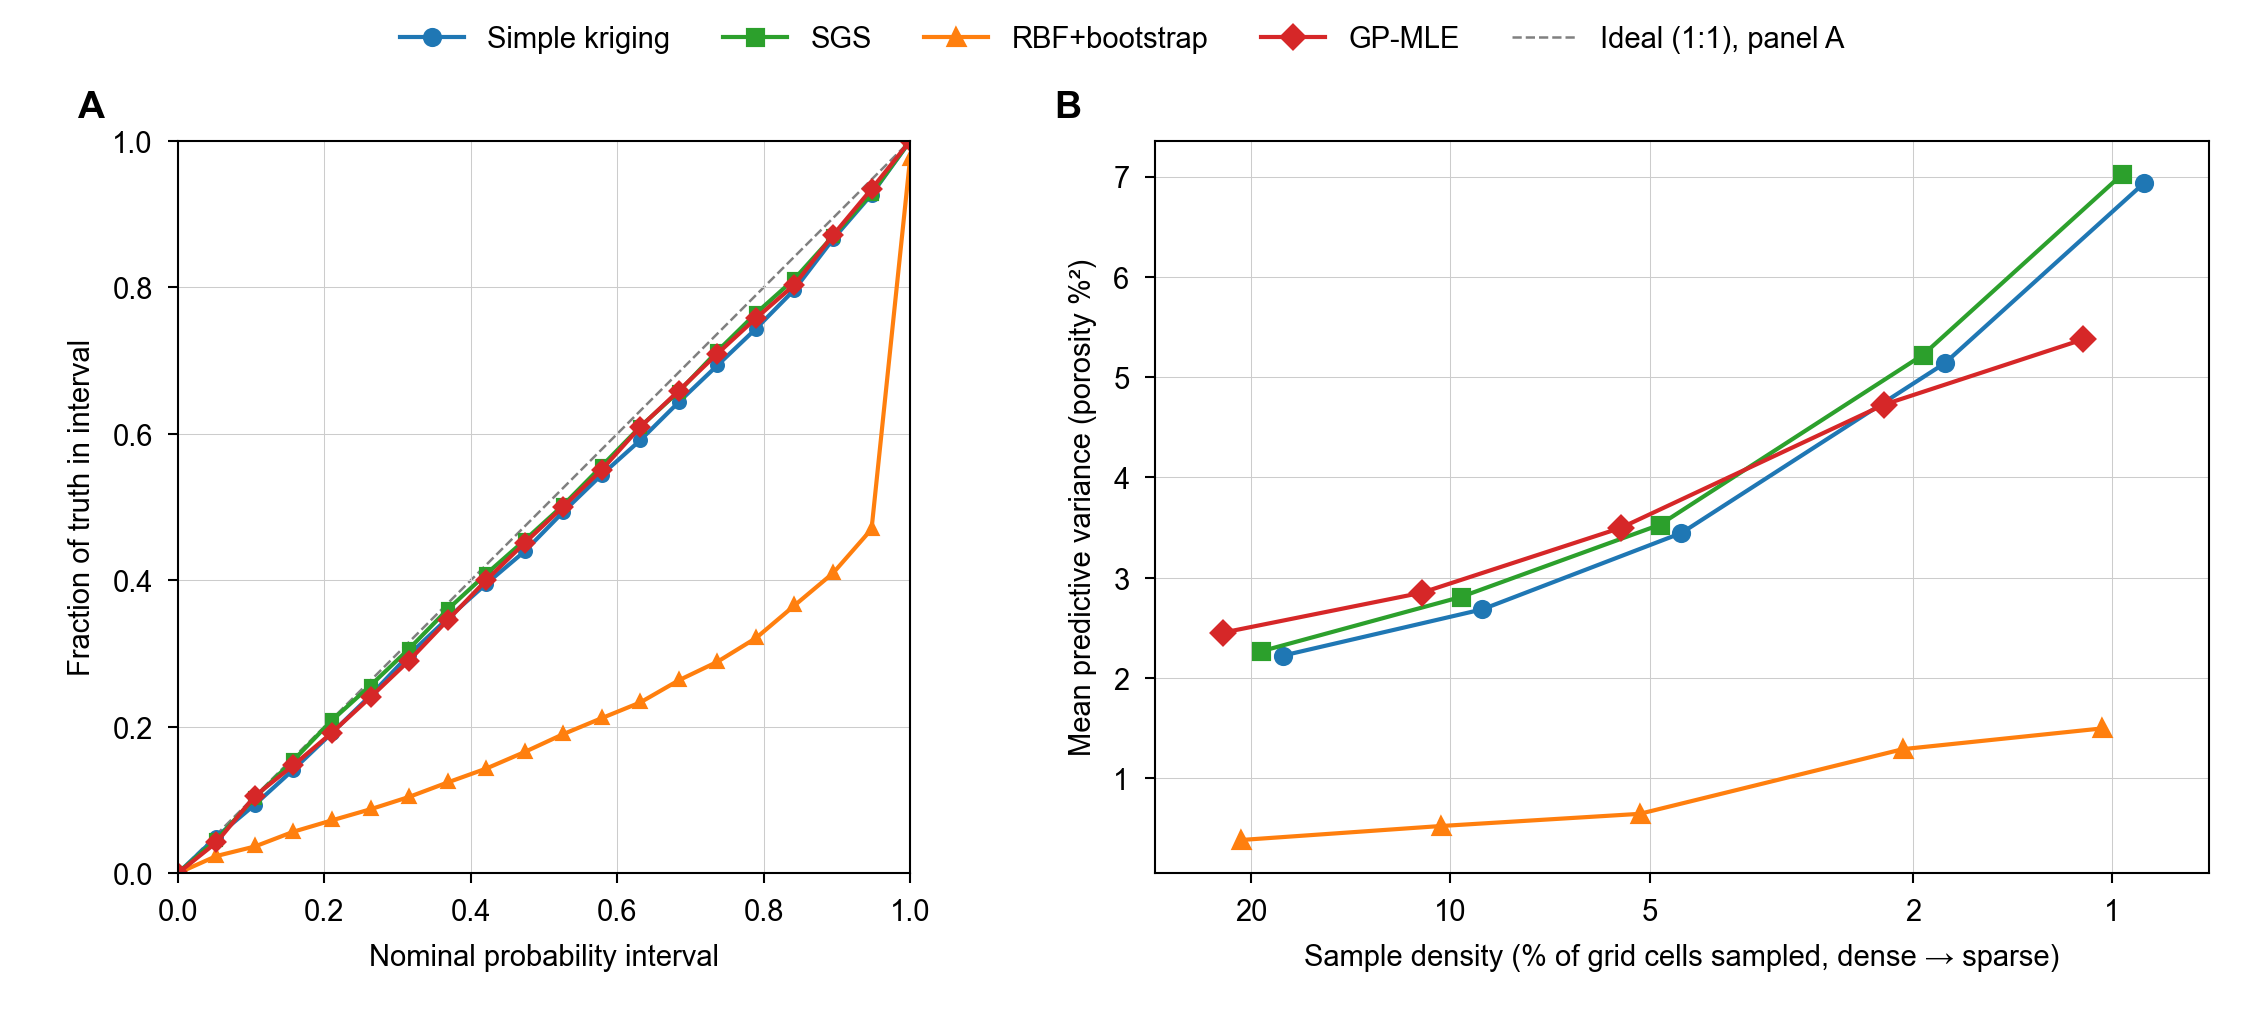 Simple kriging SGS RBF+bootstrap GP-MLE Ideal (1:1), panel A
A
1.0
0.8
0.6
0.4
0.2
0.0
Fraction of truth in interval
0.0 0.2 0.4 0.6 0.8 1.0
Nominal probability interval
B
7
6
5
4
3
2
1
Mean predictive variance (porosity %²)
20 10 5 2 1
Sample density (% of grid cells sampled, dense → sparse)